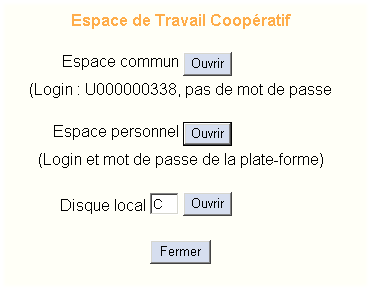 Espace de Travail Coopératif
Espace commun Ouvrir
(Login : U000000338, pas de mot de passe
Espace personnel Ouvrir
(Login et mot de passe de la plate-forme)
Disque local C Ouvrir
Fermer